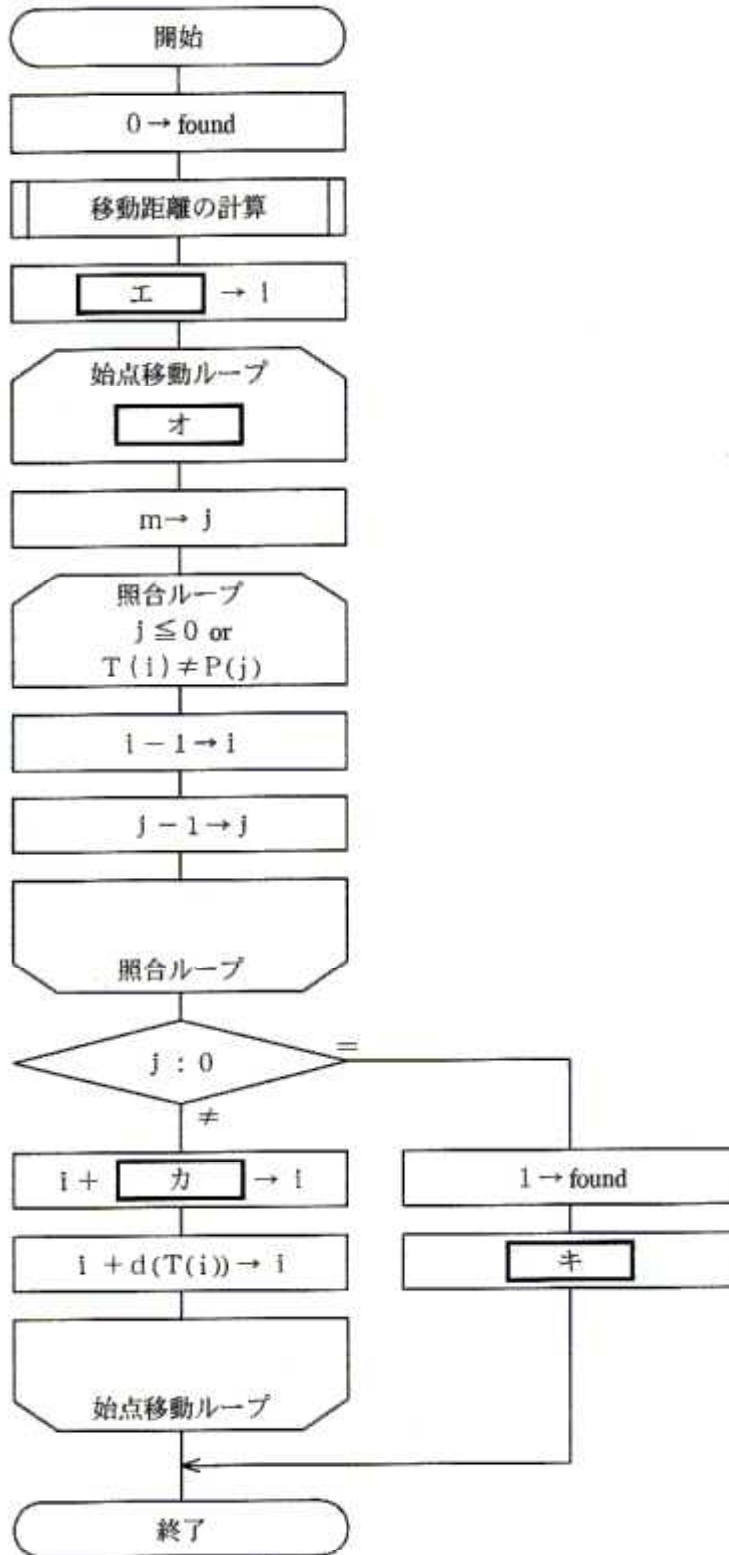 開始
0 → found
移動距離の計算
エ → i
始点移動ループ
オ
m → j
照合ループ
j ≦ 0 or
T(i) ≠ P(j)
i - 1 → i
j - 1 → j
照合ループ
j : 0
=
≠
i + カ → i
1 → found
i + d(T(i)) → i
キ
始点移動ループ
終了